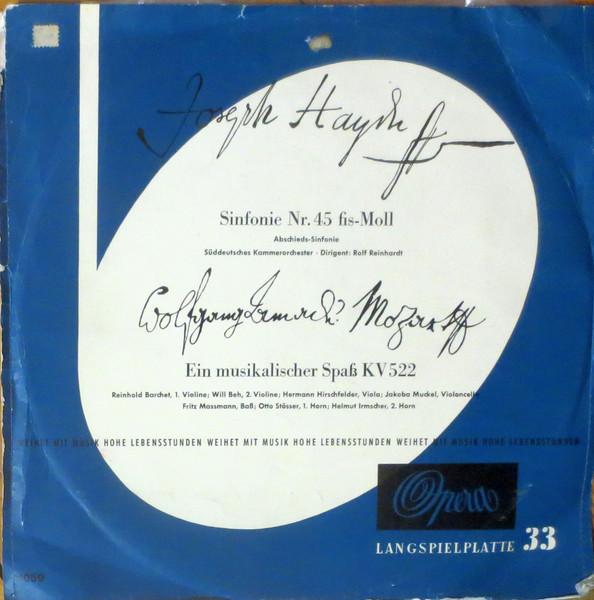 Joseph Haydn
Sinfonie Nr. 45 fis-Moll
Abschieds-Sinfonie
Süddeutsches Kammerorchester - Dirigent: Rolf Reinhardt
Wolfgang Amadé Mozart
Ein musikalischer Spaß KV 522
Reinhold Barchet, 1. Violine; Will Beh, 2. Violine; Hermann Hirschfelder, Viola; Jakoba Muckel, Violoncello
Fritz Massmann, Baß; Otto Stösser, 1. Horn; Helmut Irmscher, 2. Horn
WEIHET MIT MUSIK HOHE LEBENSSTUNDEN WEIHET MIT MUSIK HOHE LEBENSSTUNDEN WEIHET MIT MUSIK HOHE LEBENSSTUNDEN
Opera
LANGSPIELPLATTE 33